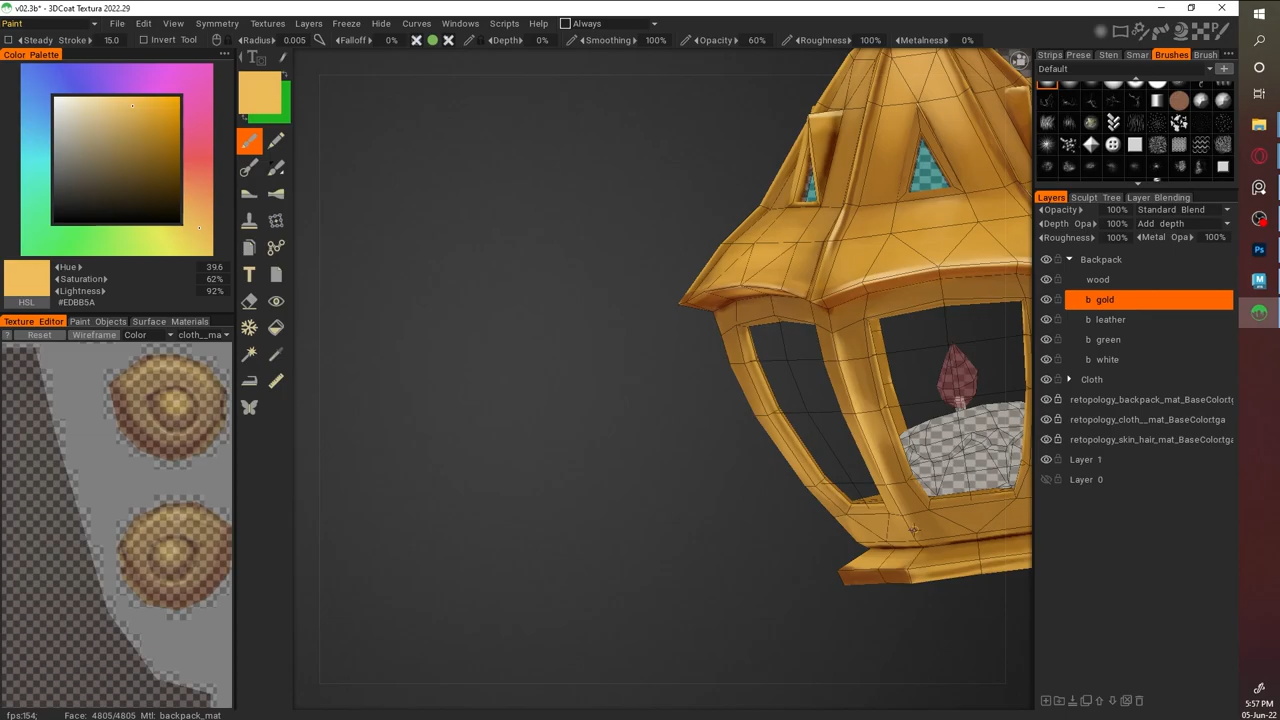 v02.3b* - 3DCoat Textura 2022.29
Paint File Edit View Symmetry Textures Layers Freeze Hide Curves Windows Scripts Help Always
Steady Stroke 15.0 Invert Tool Radius 0.005 Falloff 0% Depth 0% Smoothing 100% Opacity 60% Roughness 100% Metalness 0%
Color Palette
Strips Prese Sten Smar Brushes Brush
Default
Layers Sculpt Tree Layer Blending
Opacity 100% Standard Blend
Depth Opa 100% Add depth
Roughness 100% Metal Opa 100%
Backpack
wood
b gold
b leather
b green
b white
Cloth
retopology_backpack_mat_BaseColortg
retopology_cloth__mat_BaseColortga
retopology_skin_hair_mat_BaseColortg
Layer 1
Layer 0
Hue 39.6
Saturation 62%
Lightness 92%
HSL #EDBB5A
Texture Editor Paint Objects Surface Materials
? Reset Wireframe Color cloth__ma
fps:154; Face: 4805/4805 Mtl: backpack_mat
5:57 PM
05-Jun-22